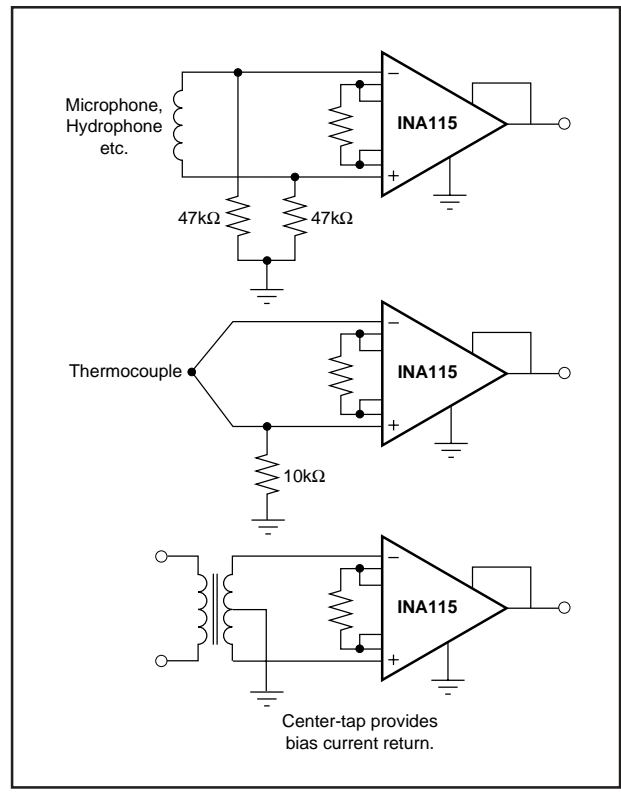 Microphone,
Hydrophone
etc.
−
INA115
+
47kΩ
47kΩ
−
Thermocouple
INA115
+
10kΩ
−
INA115
+
Center-tap provides
bias current return.